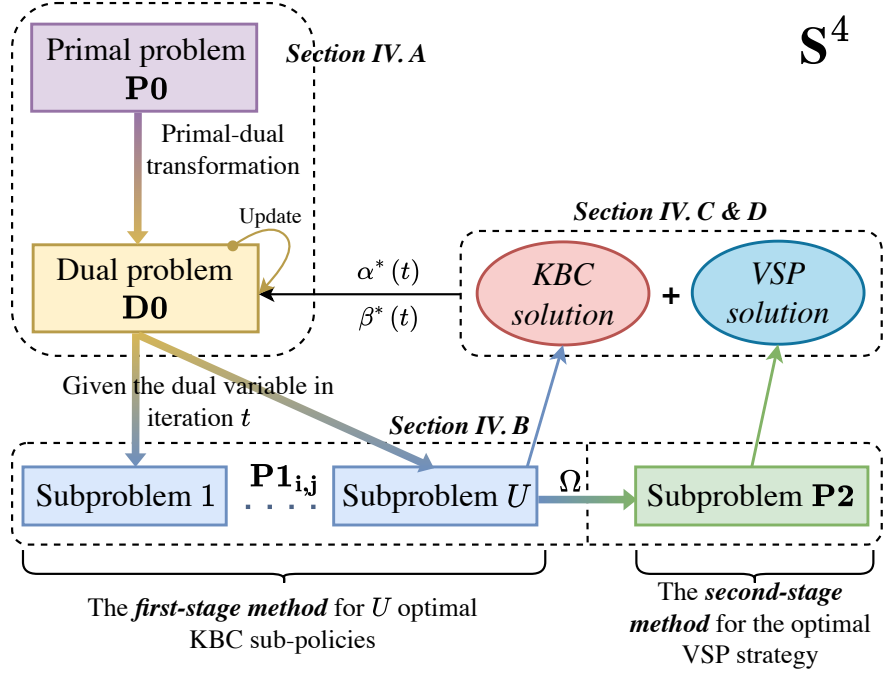 Primal problem
P0
Section IV. A
S⁴
Primal-dual
transformation
Update
Section IV. C & D
Dual problem
D0
α* (t)
β* (t)
KBC
solution
+
VSP
solution
Given the dual variable in
iteration t
Section IV. B
Subproblem 1
P1i,j
. . . .
Subproblem U
Ω
Subproblem P2
The first-stage method for U optimal
KBC sub-policies
The second-stage
method for the optimal
VSP strategy